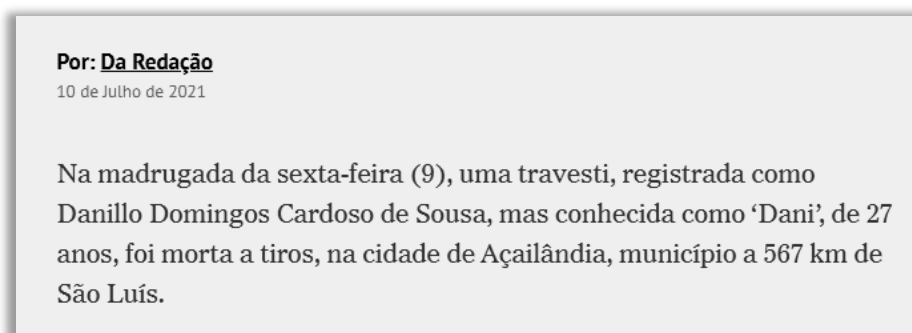 Por: Da Redação
10 de Julho de 2021
Na madrugada da sexta-feira (9), uma travesti, registrada como
Danillo Domingos Cardoso de Sousa, mas conhecida como ‘Dani’, de 27
anos, foi morta a tiros, na cidade de Açailândia, município a 567 km de
São Luís.